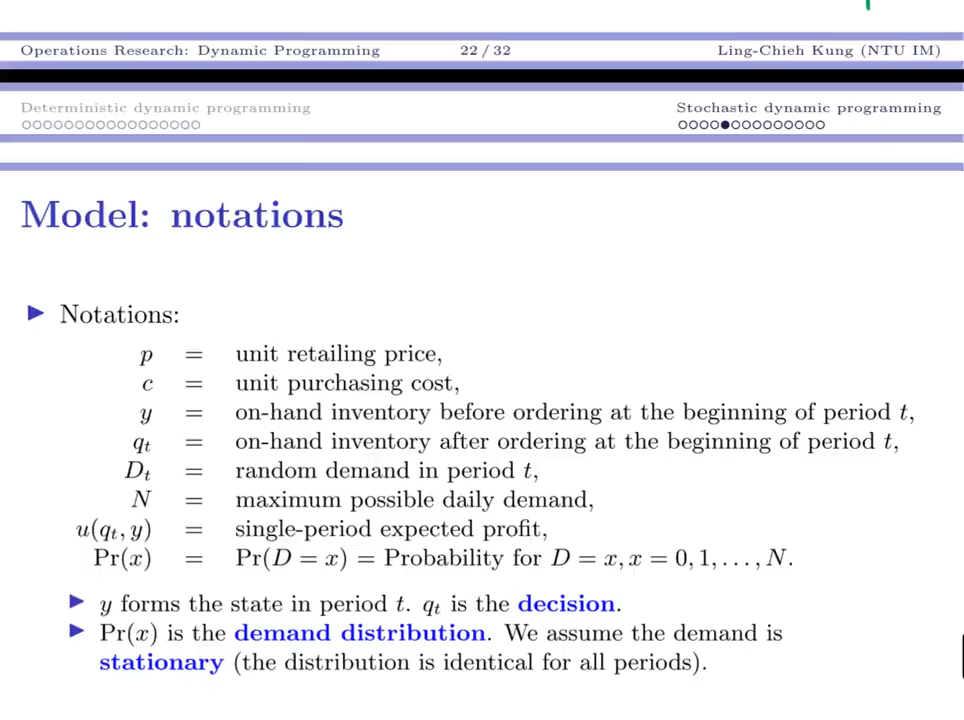 Operations Research: Dynamic Programming 22 / 32 Ling-Chieh Kung (NTU IM)
Deterministic dynamic programming Stochastic dynamic programming
Model: notations
Notations:
p = unit retailing price,
c = unit purchasing cost,
y = on-hand inventory before ordering at the beginning of period t,
qt = on-hand inventory after ordering at the beginning of period t,
Dt = random demand in period t,
N = maximum possible daily demand,
u(qt, y) = single-period expected profit,
Pr(x) = Pr(D = x) = Probability for D = x, x = 0, 1, . . . , N.
y forms the state in period t. qt is the decision.
Pr(x) is the demand distribution. We assume the demand is
stationary (the distribution is identical for all periods).